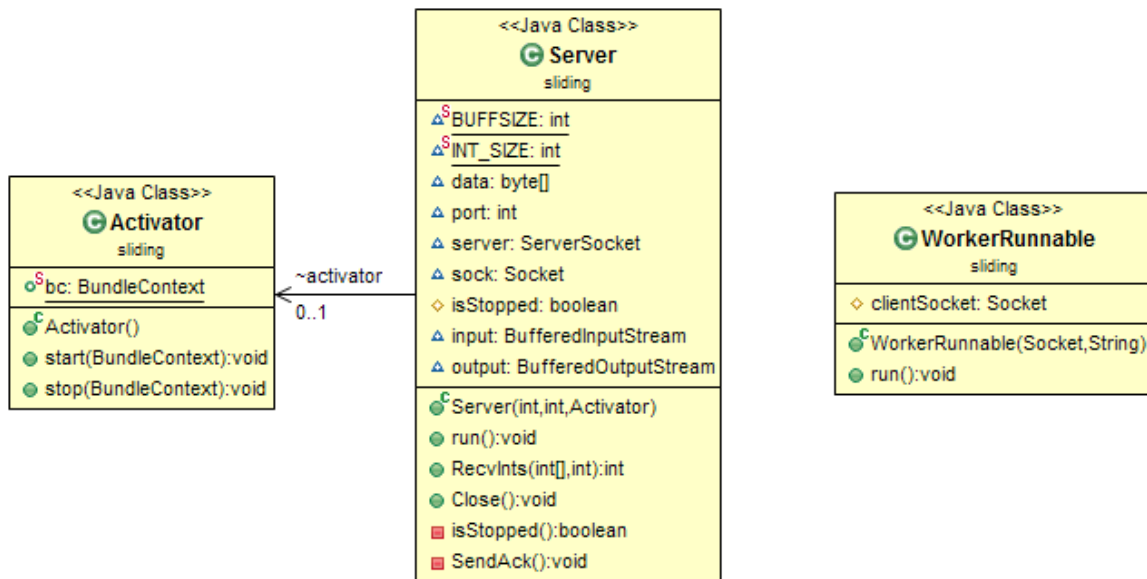 <<Java Class>>
Activator
sliding
bc: BundleContext
Activator()
start(BundleContext):void
stop(BundleContext):void
~activator
0..1
<<Java Class>>
Server
sliding
BUFFSIZE: int
INT_SIZE: int
data: byte[]
port: int
server: ServerSocket
sock: Socket
isStopped: boolean
input: BufferedInputStream
output: BufferedOutputStream
Server(int,int,Activator)
run():void
RecvInts(int[],int):int
Close():void
isStopped():boolean
SendAck():void
<<Java Class>>
WorkerRunnable
sliding
clientSocket: Socket
WorkerRunnable(Socket,String)
run():void